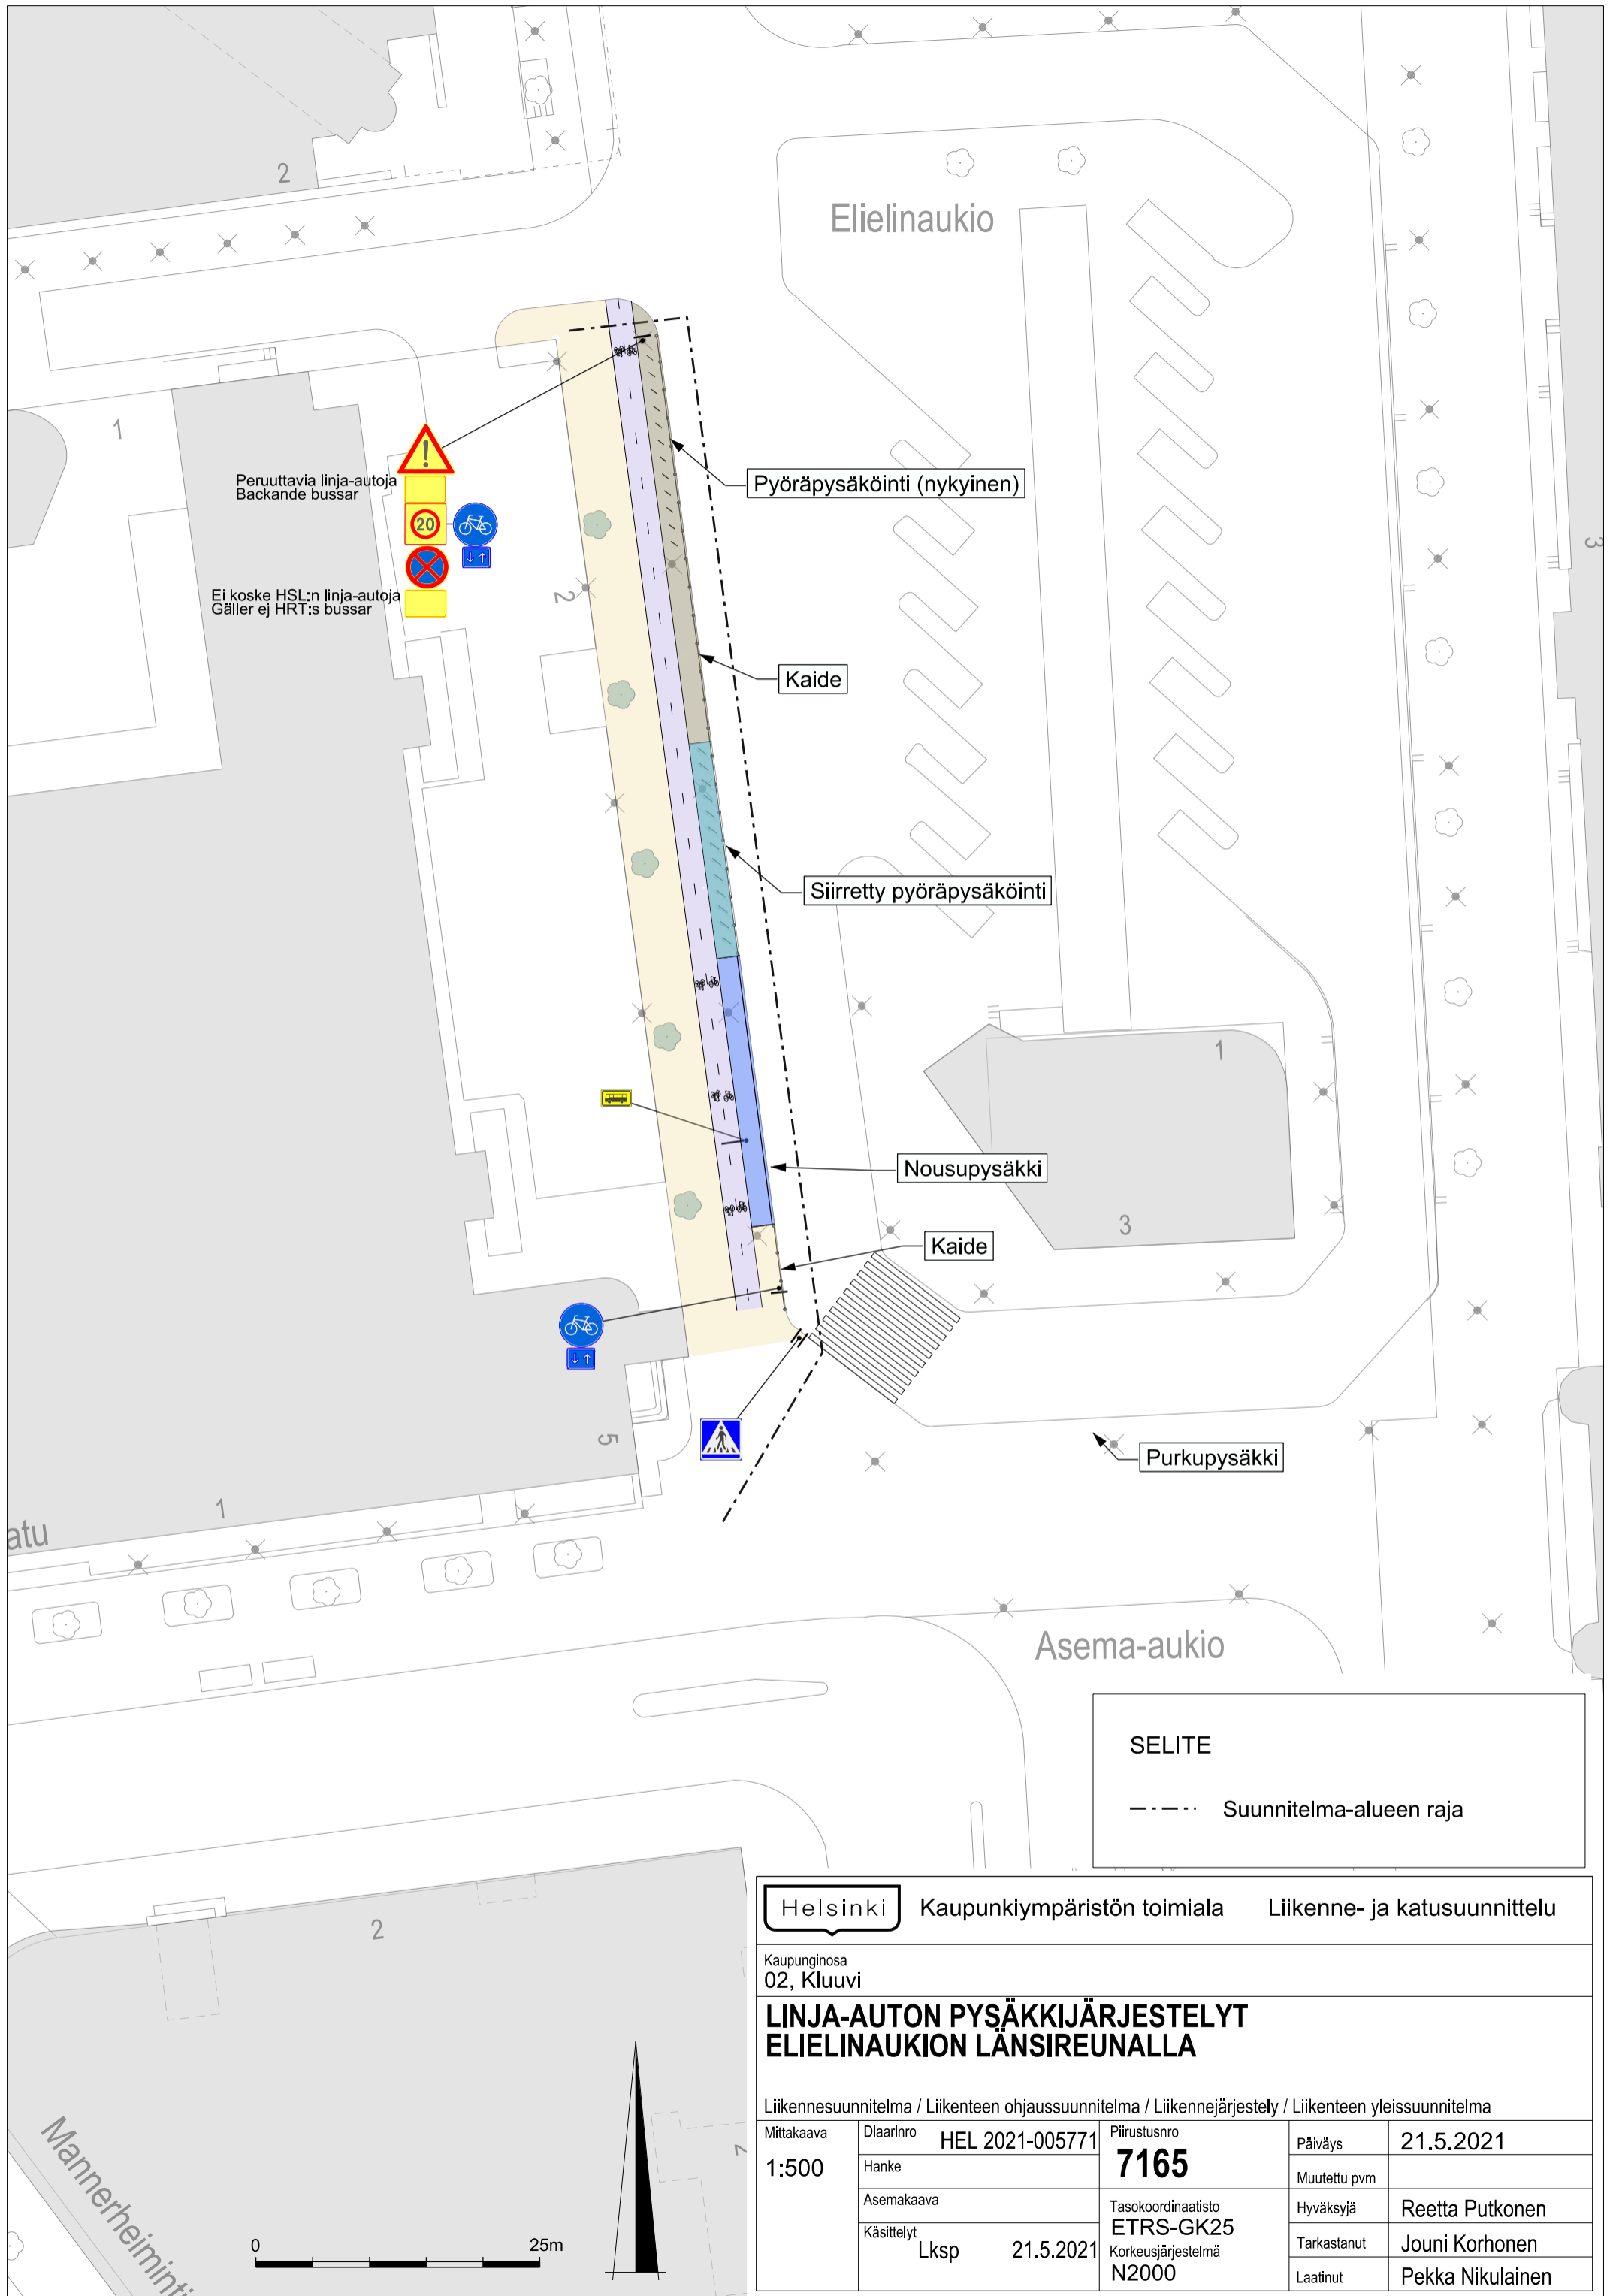 2
Elielinaukio
1
Peruuttavia linja-autoja
Backande bussar
20
Ei koske HSL:n linja-autoja
Gäller ej HRT:s bussar
Pyöräpysäköinti (nykyinen)
3
2
Kaide
Siirretty pyöräpysäköinti
1
Nousupysäkki
3
Kaide
5
Purkupysäkki
1
atu
Asema-aukio
SELITE
Suunnitelma-alueen raja
2
Mannerheiminti
0 25m
Helsinki Kaupunkiympäristön toimiala Liikenne- ja katusuunnittelu
Kaupunginosa
02, Kluuvi
LINJA-AUTON PYSÄKKIJÄRJESTELYT
ELIELINAUKION LÄNSIREUNALLA
Liikennesuunnitelma / Liikenteen ohjaussuunnitelma / Liikennejärjestely / Liikenteen yleissuunnitelma
Mittakaava
1:500
Diaarinro HEL 2021-005771
Hanke
Asemakaava
Käsittelyt
Lksp 21.5.2021
Piirustusnro
7165
Tasokoordinaatisto
ETRS-GK25
Korkeusjärjestelmä
N2000
Päiväys 21.5.2021
Muutettu pvm
Hyväksyjä Reetta Putkonen
Tarkastanut Jouni Korhonen
Laatinut Pekka Nikulainen